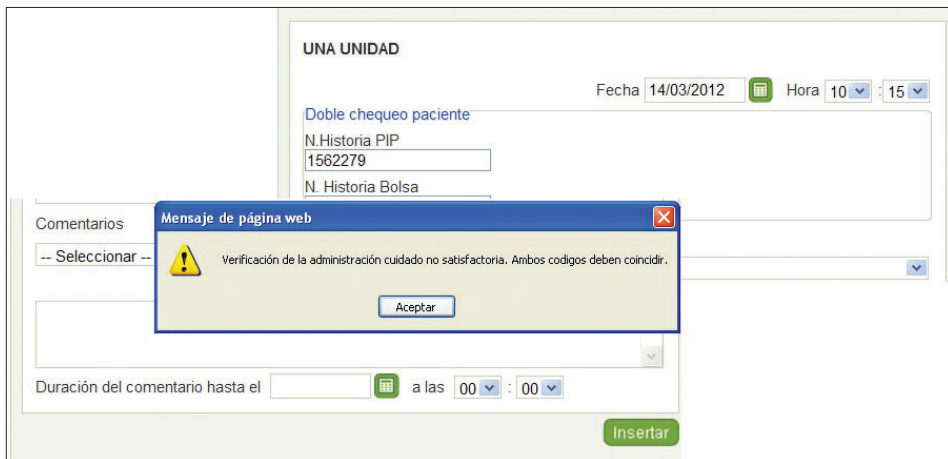 UNA UNIDAD
Fecha 14/03/2012 Hora 10 : 15
Doble chequeo paciente
N.Historia PIP
1562279
N. Historia Bolsa
Comentarios
-- Seleccionar --
Mensaje de página web
Verificación de la administración cuidado no satisfactoria. Ambos codigos deben coincidir.
Aceptar
Duración del comentario hasta el a las 00 : 00
Insertar